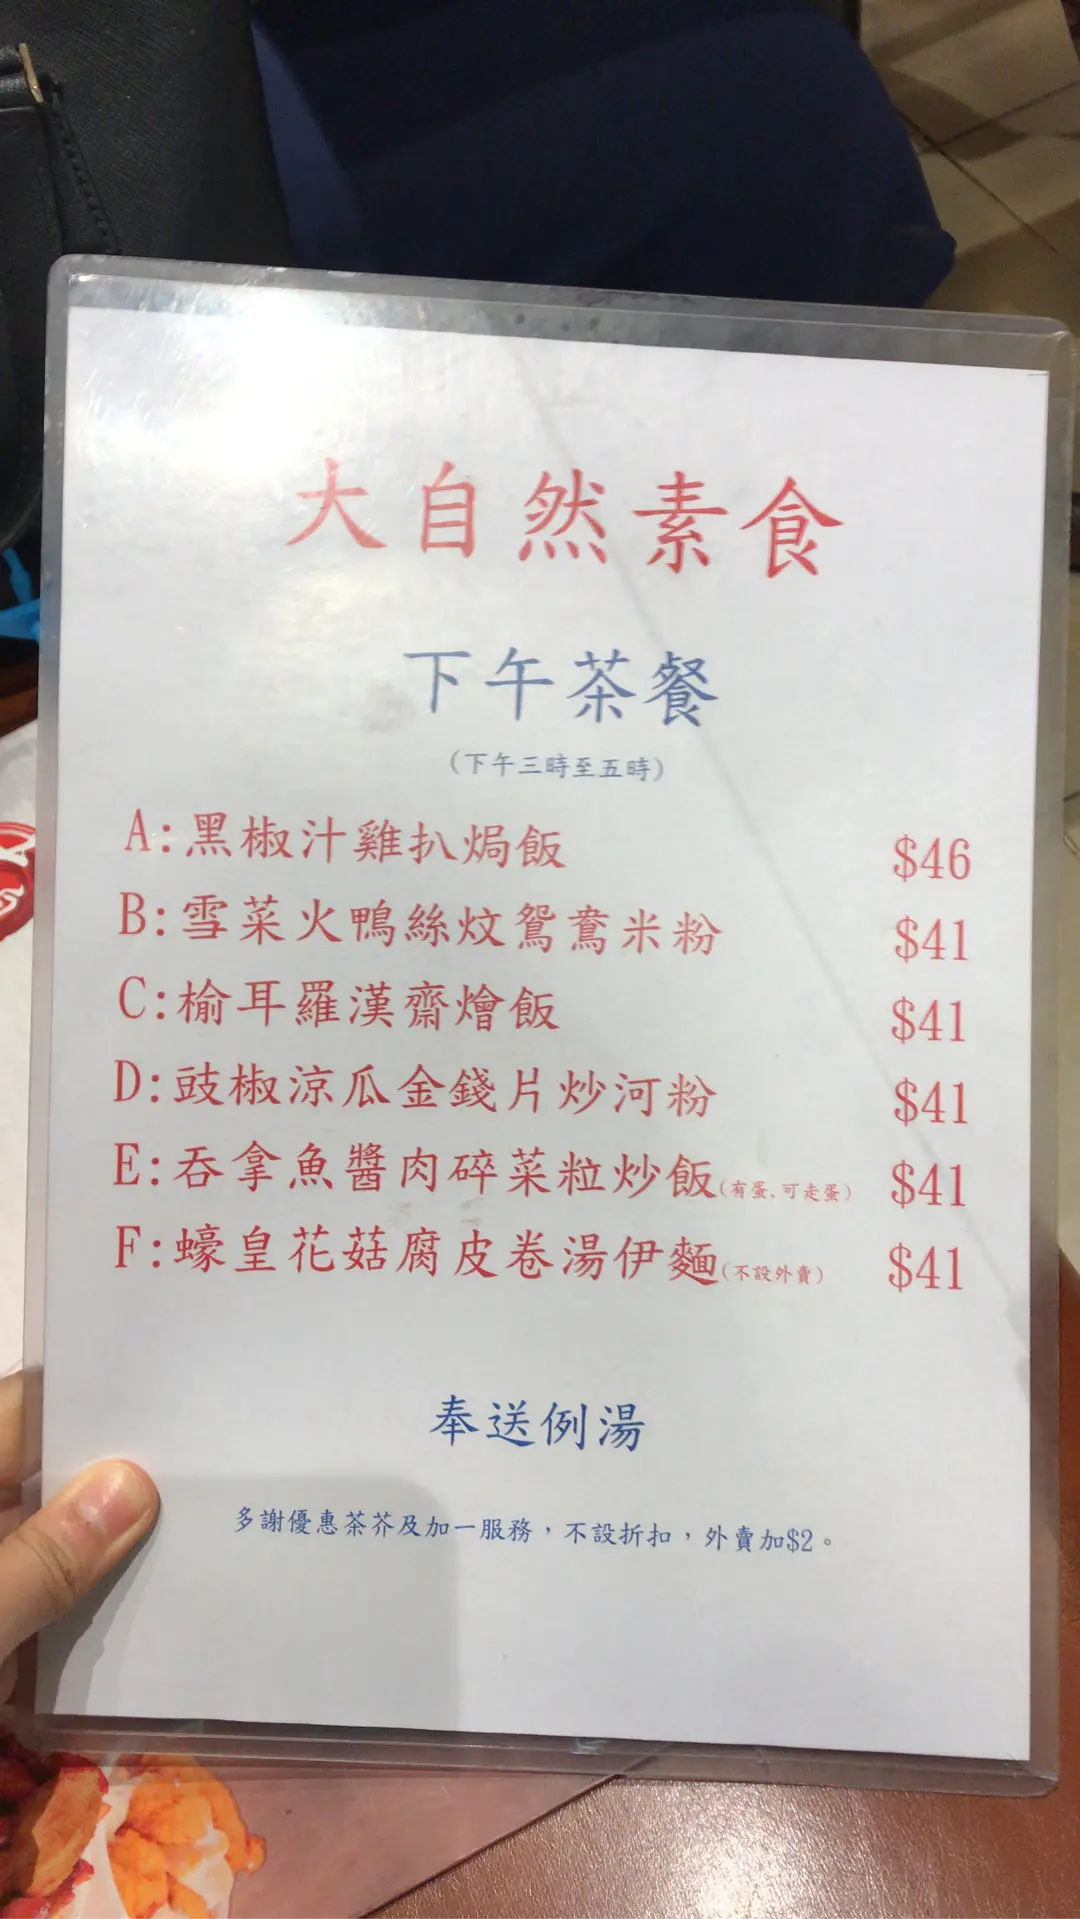 大自然素食
下午茶餐
(下午三時至五時)
A:黑椒汁雞扒焗飯 $46
B:雪菜火鴨絲炆鴛鴦米粉 $41
C:榆耳羅漢齋燴飯 $41
D:豉椒涼瓜金錢片炒河粉 $41
E:吞拿魚醬肉碎菜粒炒飯(有蛋,可走蛋) $41
F:蠔皇花菇腐皮卷湯伊麵(不設外賣) $41
奉送例湯
多謝優惠茶芥及加一服務，不設折扣，外賣加$2。